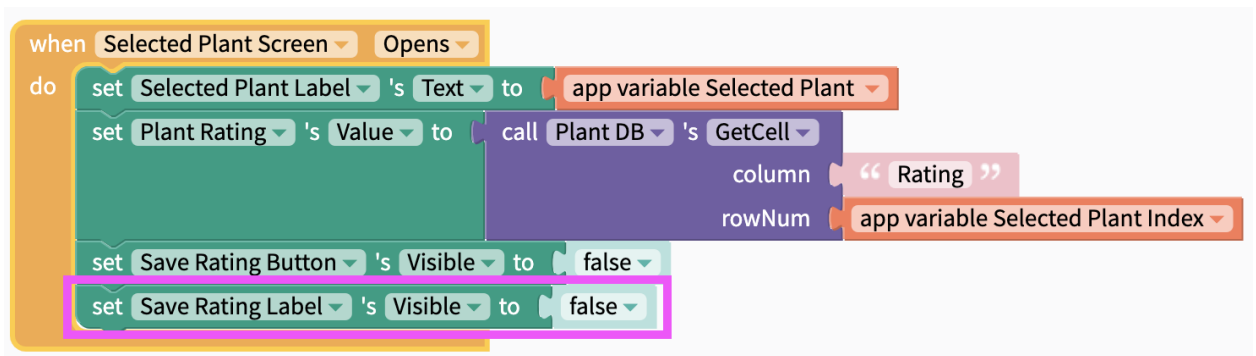 when Selected Plant Screen Opens
do set Selected Plant Label 's Text to app variable Selected Plant
set Plant Rating 's Value to call Plant DB 's GetCell
column “ Rating ”
rowNum app variable Selected Plant Index
set Save Rating Button 's Visible to false
set Save Rating Label 's Visible to false